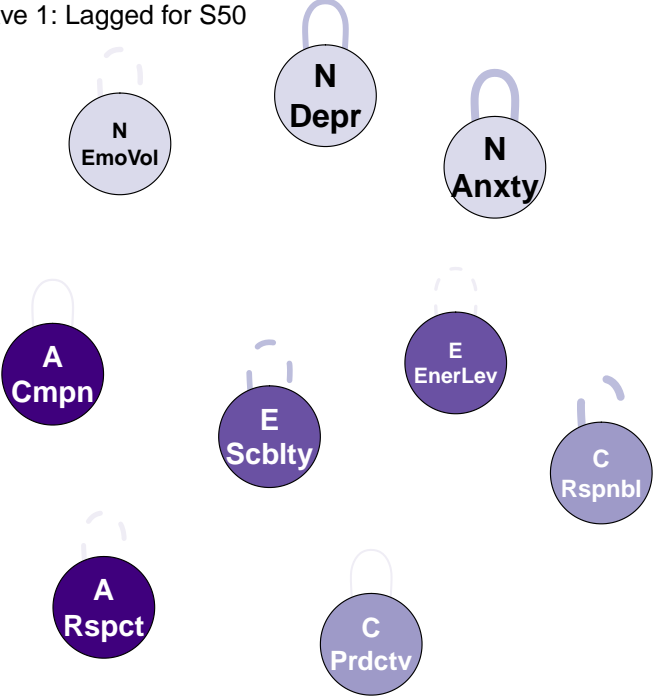 ve 1: Lagged for S50
N
Depr
N
EmoVol
N
Anxty
A
Cmpn
E
EnerLev
E
Scblty
C
Rspnbl
A
Rspct
C
Prdctv